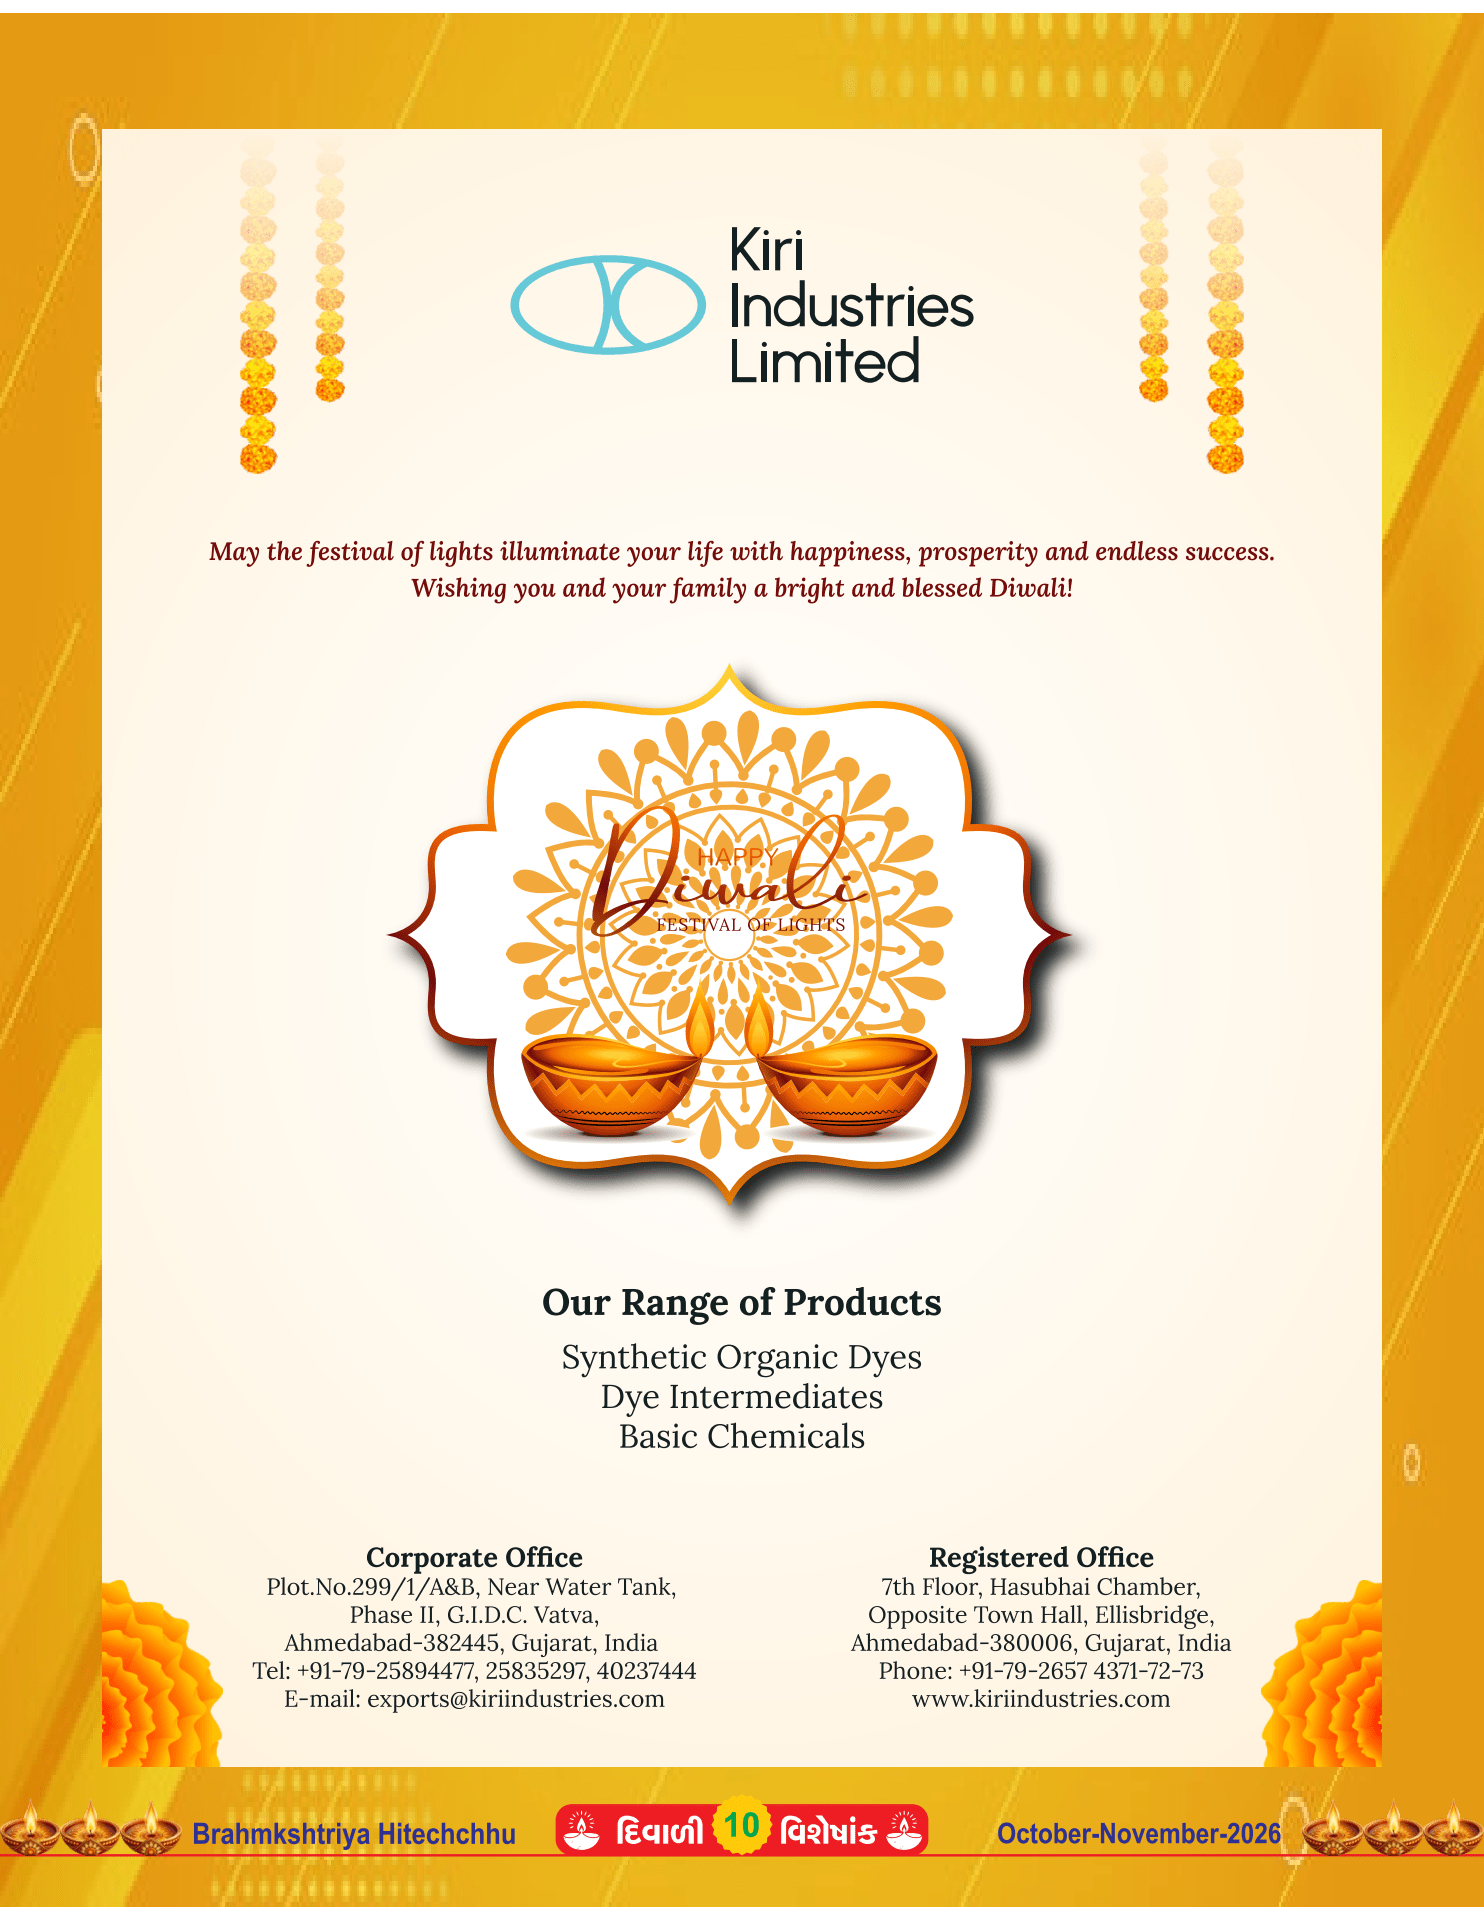 Kiri
Industries
Limited
May the festival of lights illuminate your life with happiness, prosperity and endless success.
Wishing you and your family a bright and blessed Diwali!
HAPPY
Diwali
FESTIVAL OF LIGHTS
Our Range of Products
Synthetic Organic Dyes
Dye Intermediates
Basic Chemicals
Corporate Office
Plot.No.299/1/A&B, Near Water Tank,
Phase II, G.I.D.C. Vatva,
Ahmedabad-382445, Gujarat, India
Tel: +91-79-25894477, 25835297, 40237444
E-mail: exports@kiriindustries.com
Registered Office
7th Floor, Hasubhai Chamber,
Opposite Town Hall, Ellisbridge,
Ahmedabad-380006, Gujarat, India
Phone: +91-79-2657 4371-72-73
www.kiriindustries.com
Brahmkshtriya Hitechchhu
દિવાળી 10 વિશેષાંક
October-November-2026